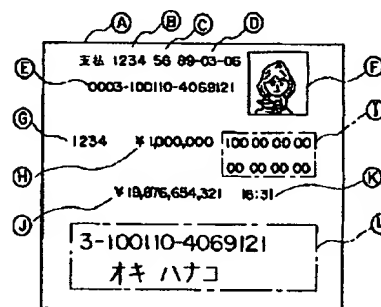 Ⓐ Ⓑ Ⓒ Ⓓ
支払 1234 56 89-03-06
Ⓔ 0003-100110-4069121 Ⓕ
Ⓖ Ⓘ
1234 ¥1,000,000 100 00 00 00
Ⓗ 00 00 00 00
Ⓙ ¥19,876,654,321 16:31 Ⓚ
3-100110-4069121 Ⓛ
オキ ハナコ